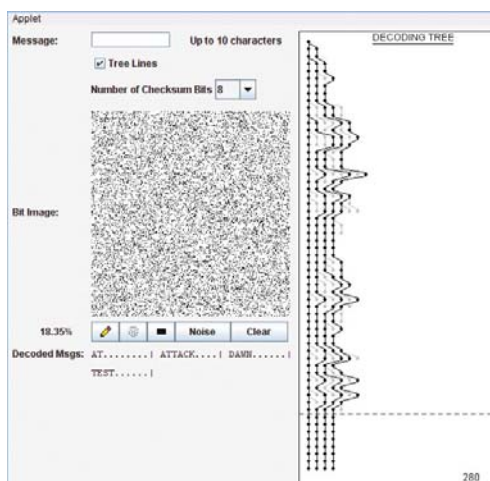 Applet
Message: Up to 10 characters
Tree Lines
Number of Checksum Bits 8
Bit Image:
18.35% Noise Clear
Decoded Msgs: AT........| ATTACK....| DAWN......|
TEST......|
DECODING TREE
280